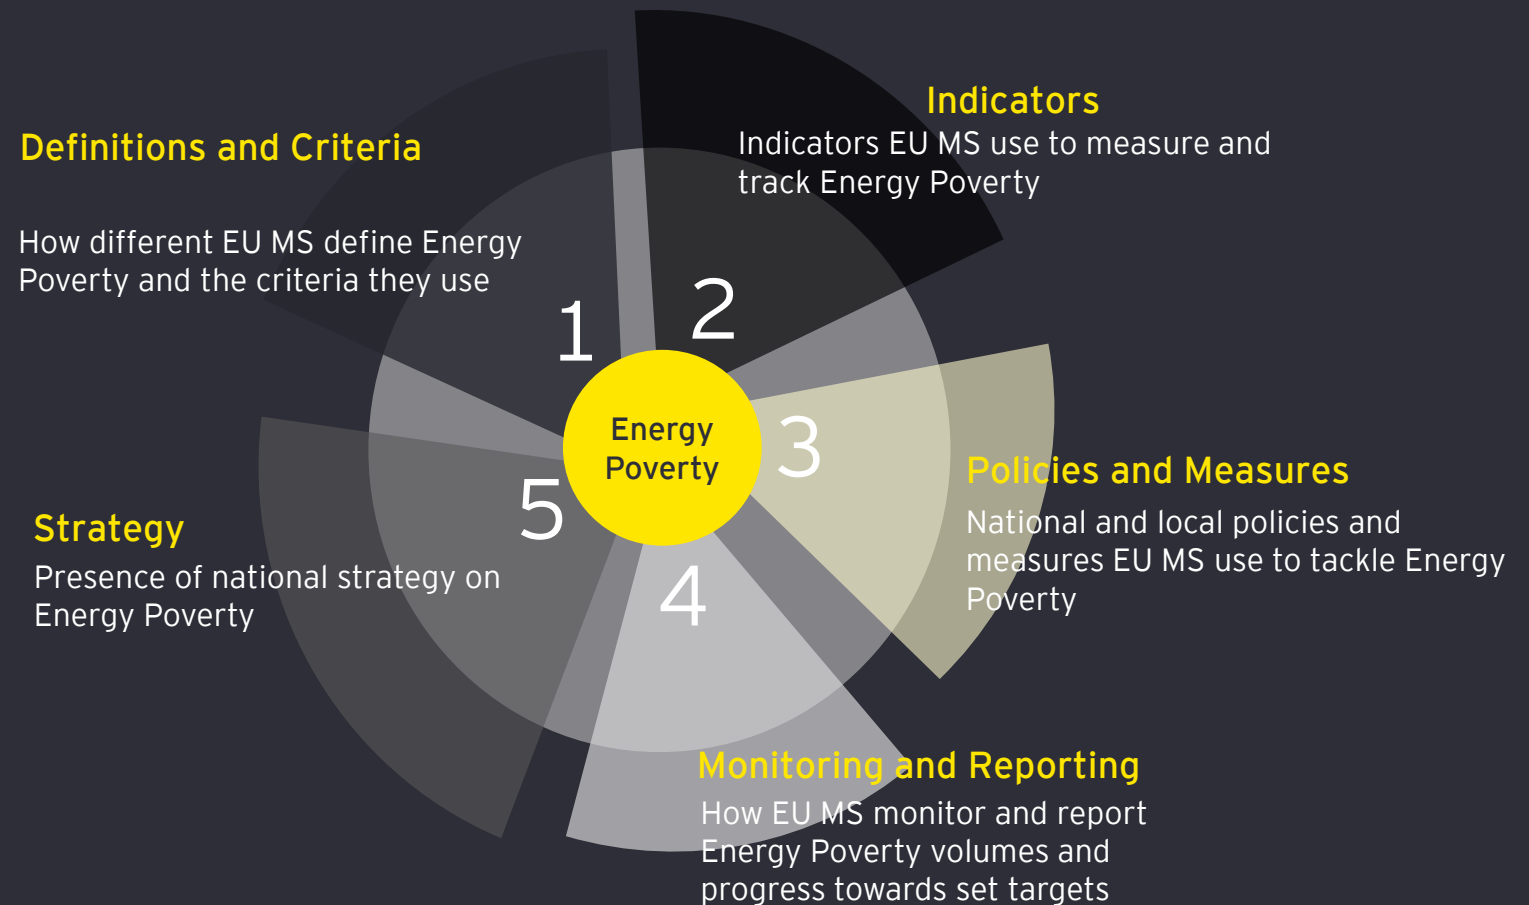 Definitions and Criteria
How different EU MS define Energy
Poverty and the criteria they use
1
Indicators
Indicators EU MS use to measure and
track Energy Poverty
2
Energy
Poverty
3
Policies and Measures
National and local policies and
measures EU MS use to tackle Energy
Poverty
4
Monitoring and Reporting
How EU MS monitor and report
Energy Poverty volumes and
progress towards set targets
5
Strategy
Presence of national strategy on
Energy Poverty